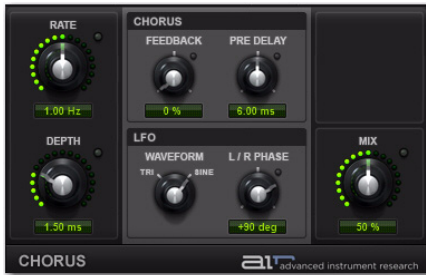 RATE
1.00 Hz
DEPTH
1.50 ms
CHORUS
FEEDBACK
PRE DELAY
0 %
6.00 ms
LFO
WAVEFORM
L / R PHASE
TRI
SINE
+90 deg
MIX
50 %
CHORUS
air advanced instrument research